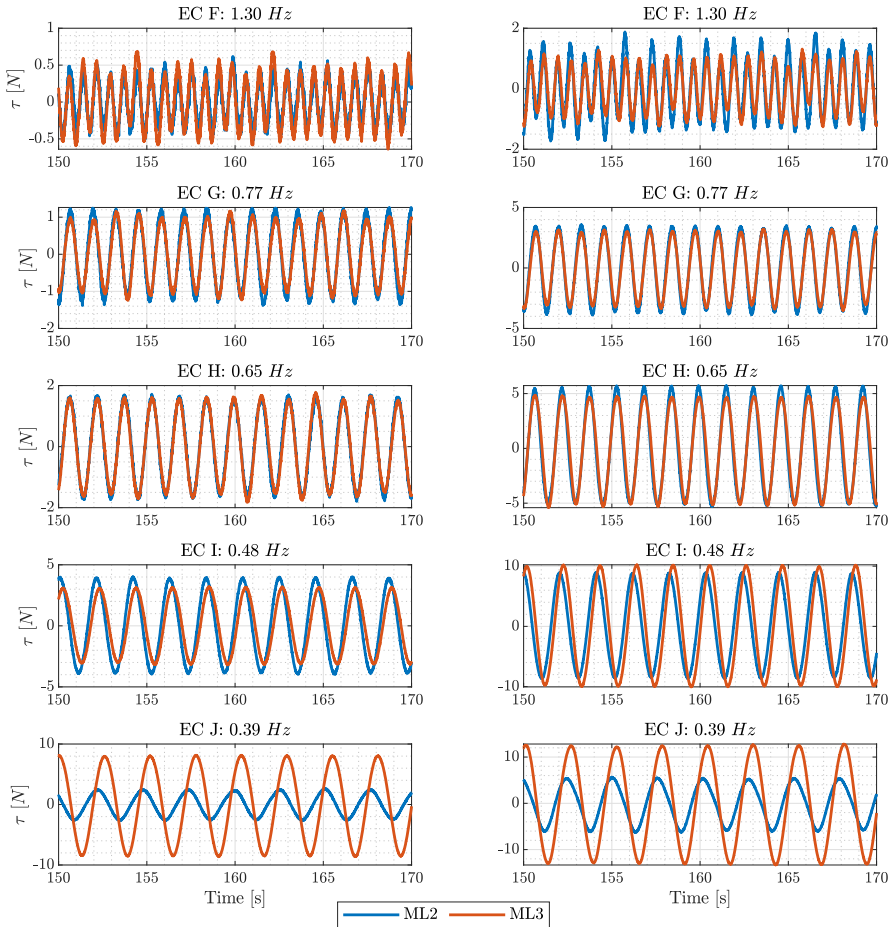 EC F: 1.30 Hz
EC F: 1.30 Hz
1
0.5
0
-0.5
τ [N]
150 155 160 165 170
2
0
-2
150 155 160 165 170
EC G: 0.77 Hz
EC G: 0.77 Hz
1
0
-1
-2
τ [N]
150 155 160 165 170
5
0
-5
150 155 160 165 170
EC H: 0.65 Hz
EC H: 0.65 Hz
2
0
-2
τ [N]
150 155 160 165 170
5
0
-5
150 155 160 165 170
EC I: 0.48 Hz
EC I: 0.48 Hz
5
0
-5
τ [N]
150 155 160 165 170
10
0
-10
150 155 160 165 170
EC J: 0.39 Hz
EC J: 0.39 Hz
10
0
-10
τ [N]
150 155 160 165 170
Time [s]
10
0
-10
150 155 160 165 170
Time [s]
ML2 ML3